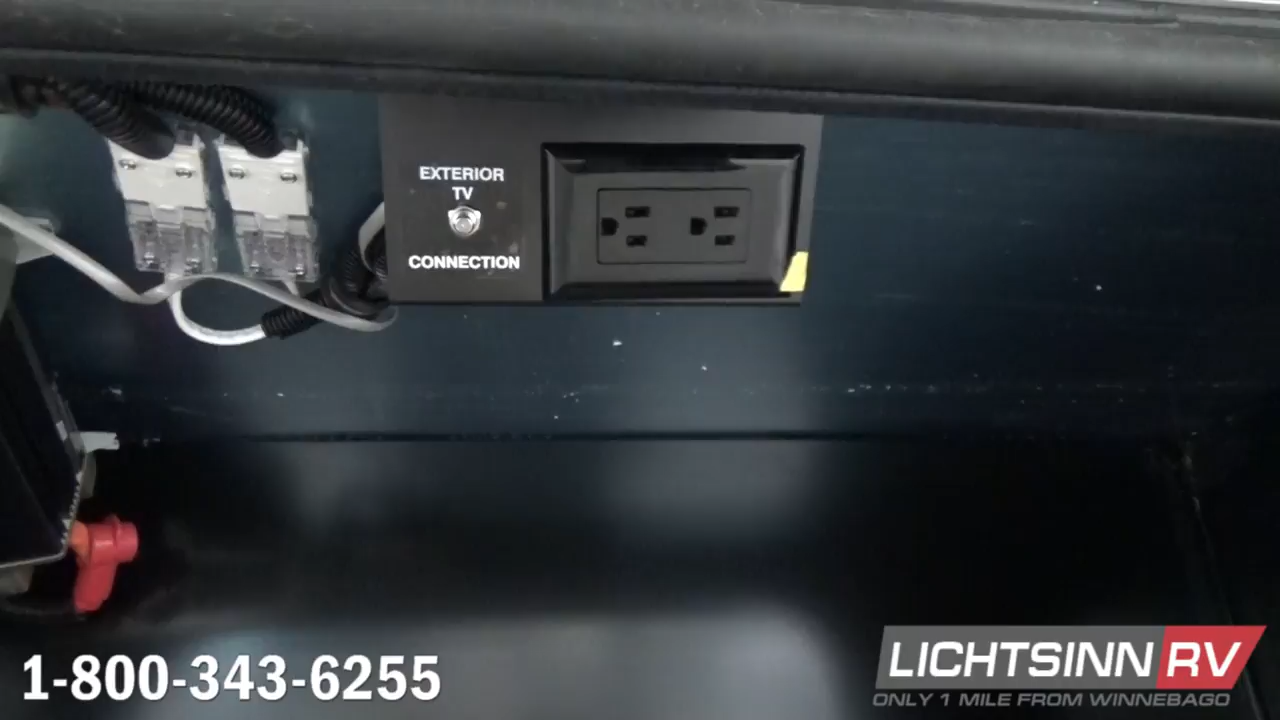 EXTERIOR
TV
CONNECTION
1-800-343-6255
LICHTSINN RV
ONLY 1 MILE FROM WINNEBAGO